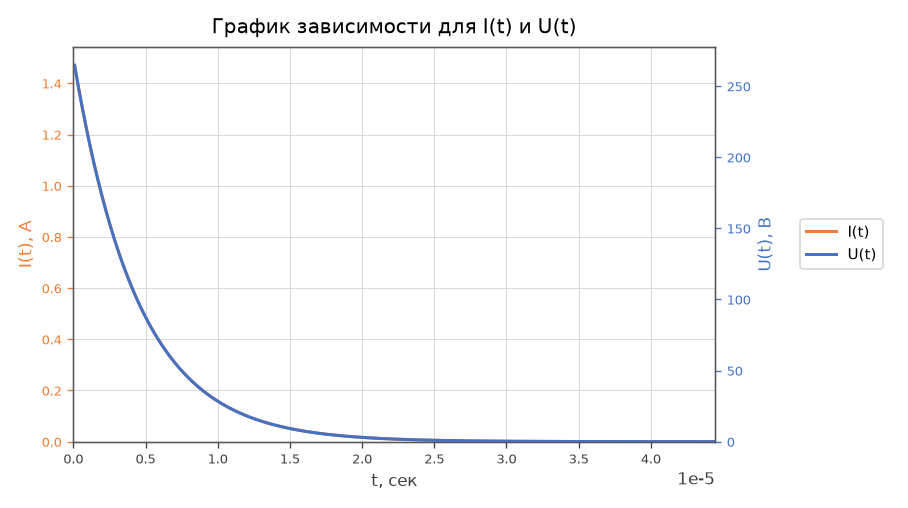 График зависимости для I(t) и U(t)
I(t), А
1.4
1.2
1.0
0.8
0.6
0.4
0.2
0.0
250
200
150
100
50
0
U(t), В
I(t)
U(t)
0.0 0.5 1.0 1.5 2.0 2.5 3.0 3.5 4.0
1e-5
t, сек